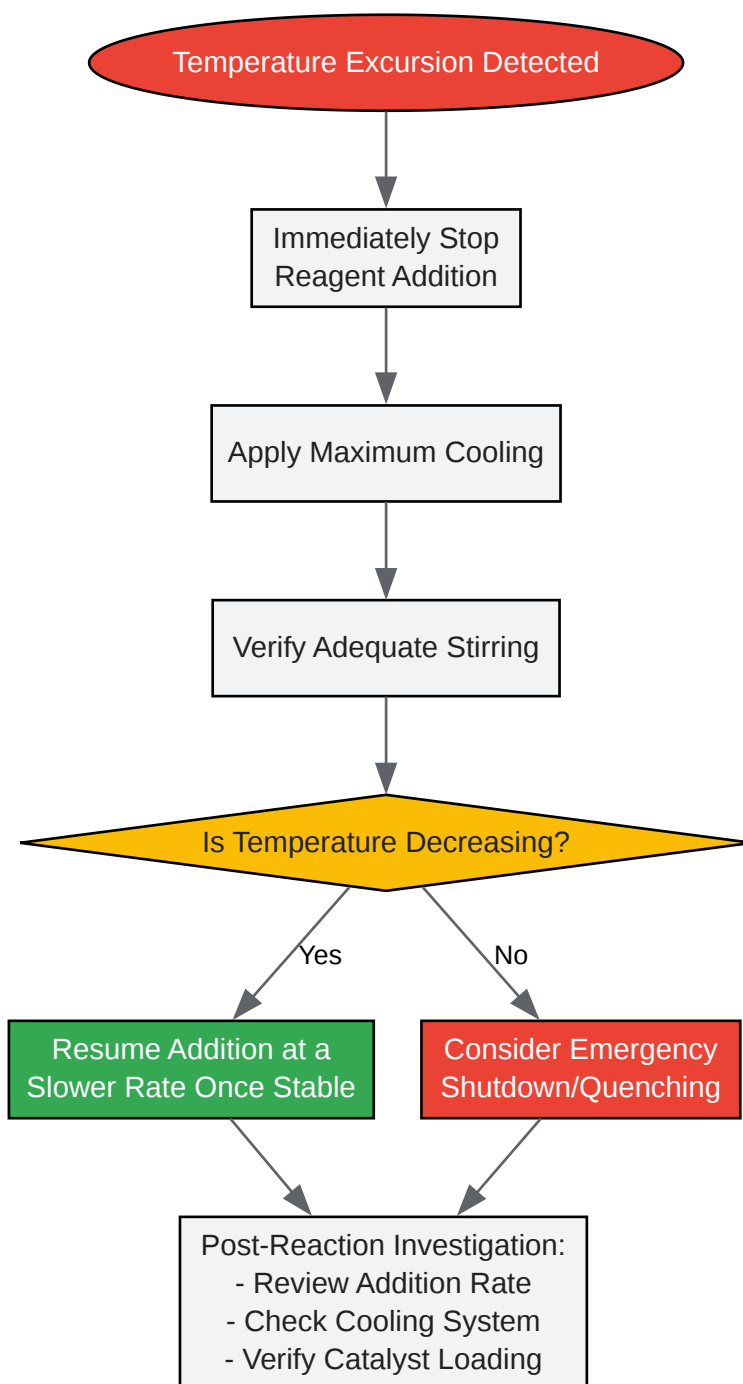 Temperature Excursion Detected
Immediately Stop
Reagent Addition
Apply Maximum Cooling
Verify Adequate Stirring
Is Temperature Decreasing?
Yes
No
Resume Addition at a
Slower Rate Once Stable
Consider Emergency
Shutdown/Quenching
Post-Reaction Investigation:
- Review Addition Rate
- Check Cooling System
- Verify Catalyst Loading